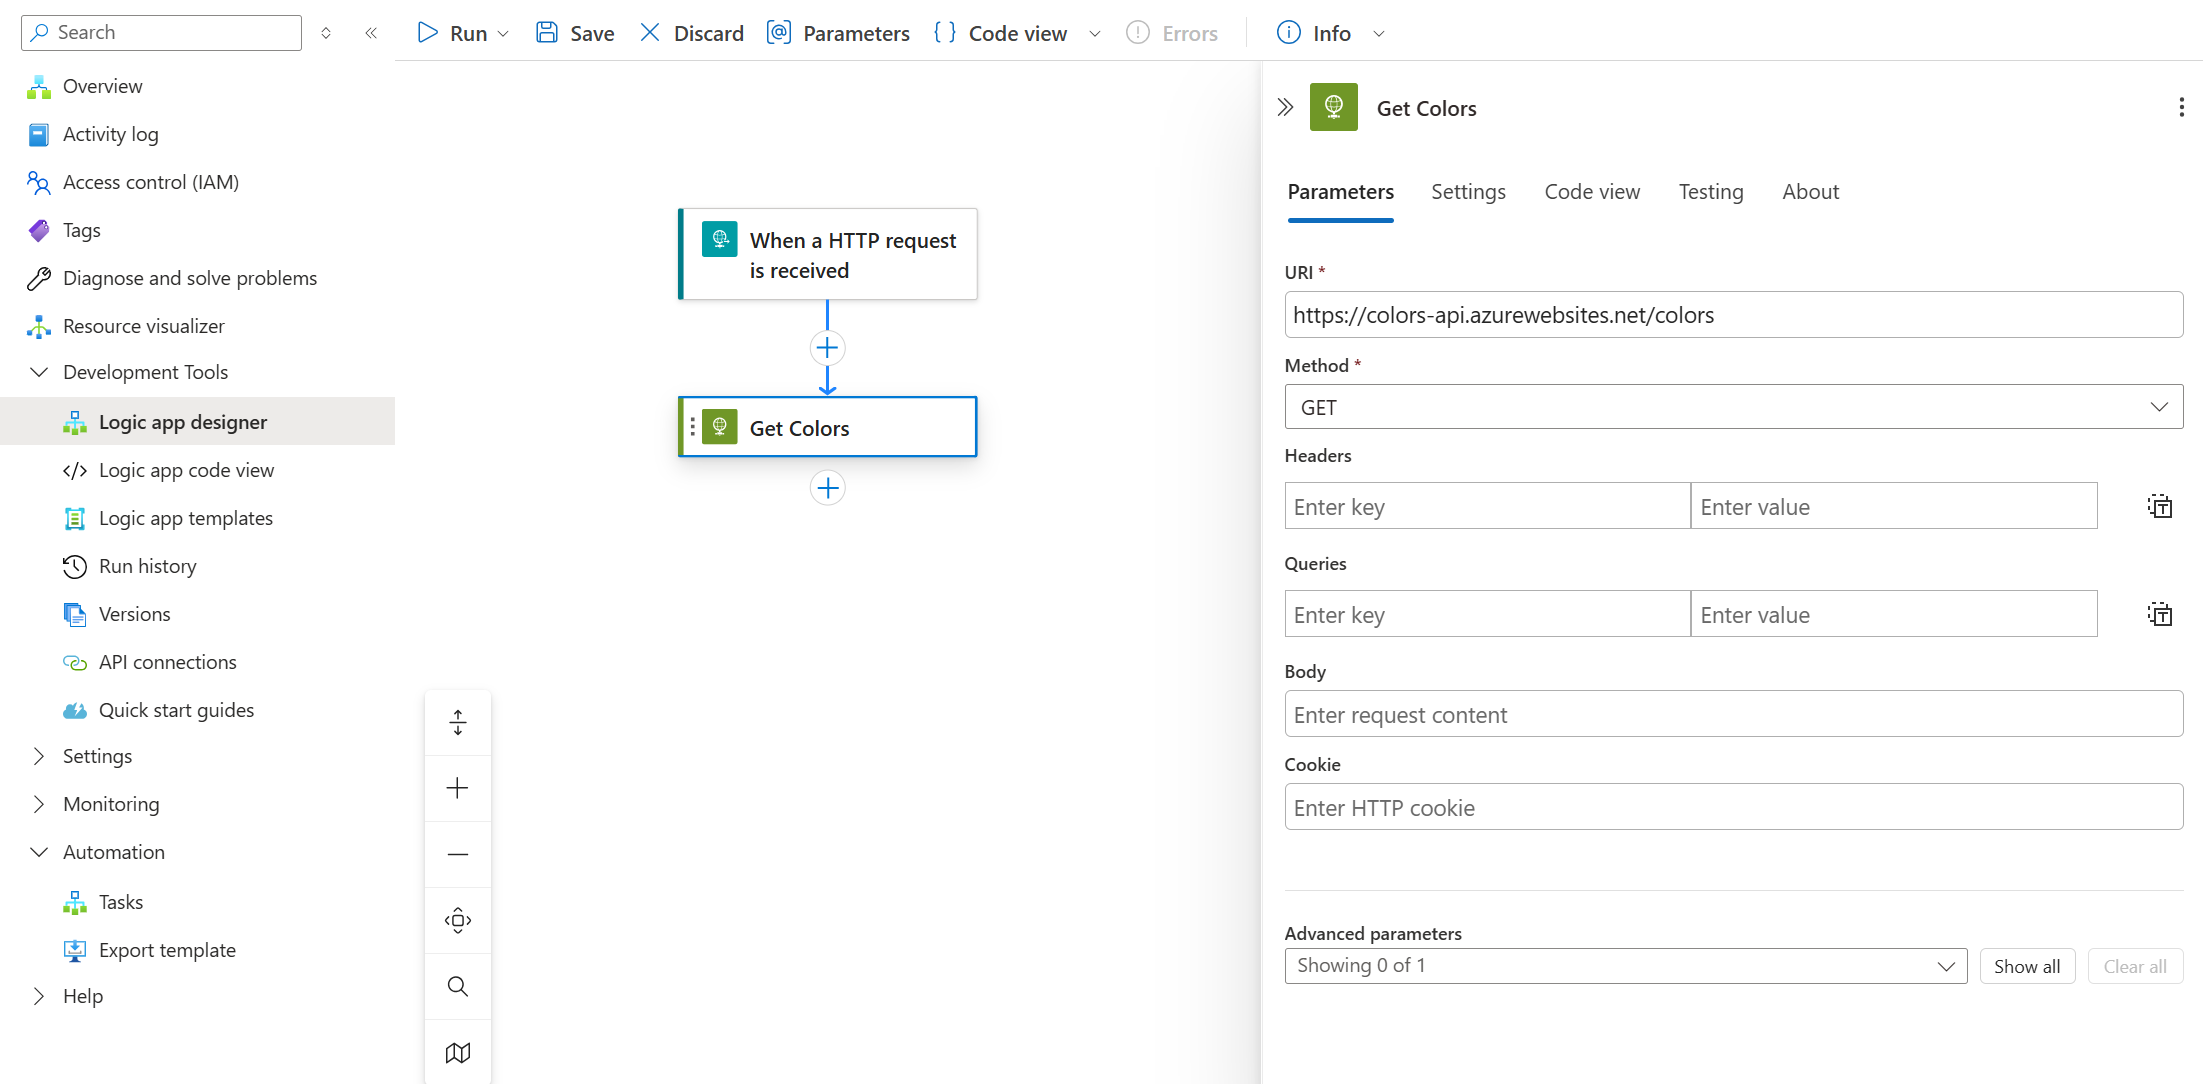 Search
Run
Save
Discard
Parameters
Code view
Errors
Info
Overview
Activity log
Access control (IAM)
Tags
Diagnose and solve problems
Resource visualizer
Development Tools
Logic app designer
Logic app code view
Logic app templates
Run history
Versions
API connections
Quick start guides
Settings
Monitoring
Automation
Tasks
Export template
Help
When a HTTP request
is received
Get Colors
Get Colors
Parameters
Settings
Code view
Testing
About
URI *
https://colors-api.azurewebsites.net/colors
Method *
GET
Headers
Enter key
Enter value
Queries
Enter key
Enter value
Body
Enter request content
Cookie
Enter HTTP cookie
Advanced parameters
Showing 0 of 1
Show all
Clear all